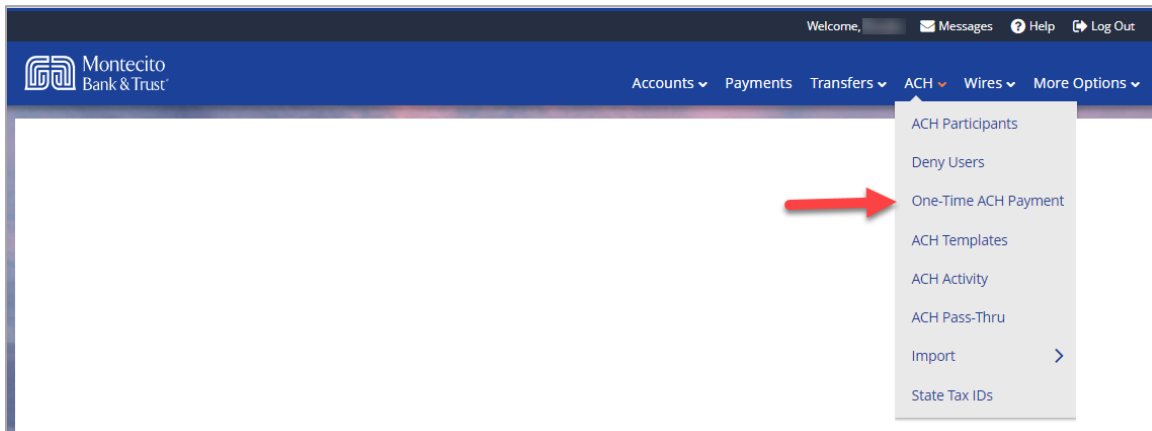 Welcome, Messages Help Log Out
Montecito
Bank & Trust
Accounts Payments Transfers ACH Wires More Options
ACH Participants
Deny Users
One-Time ACH Payment
ACH Templates
ACH Activity
ACH Pass-Thru
Import
State Tax IDs